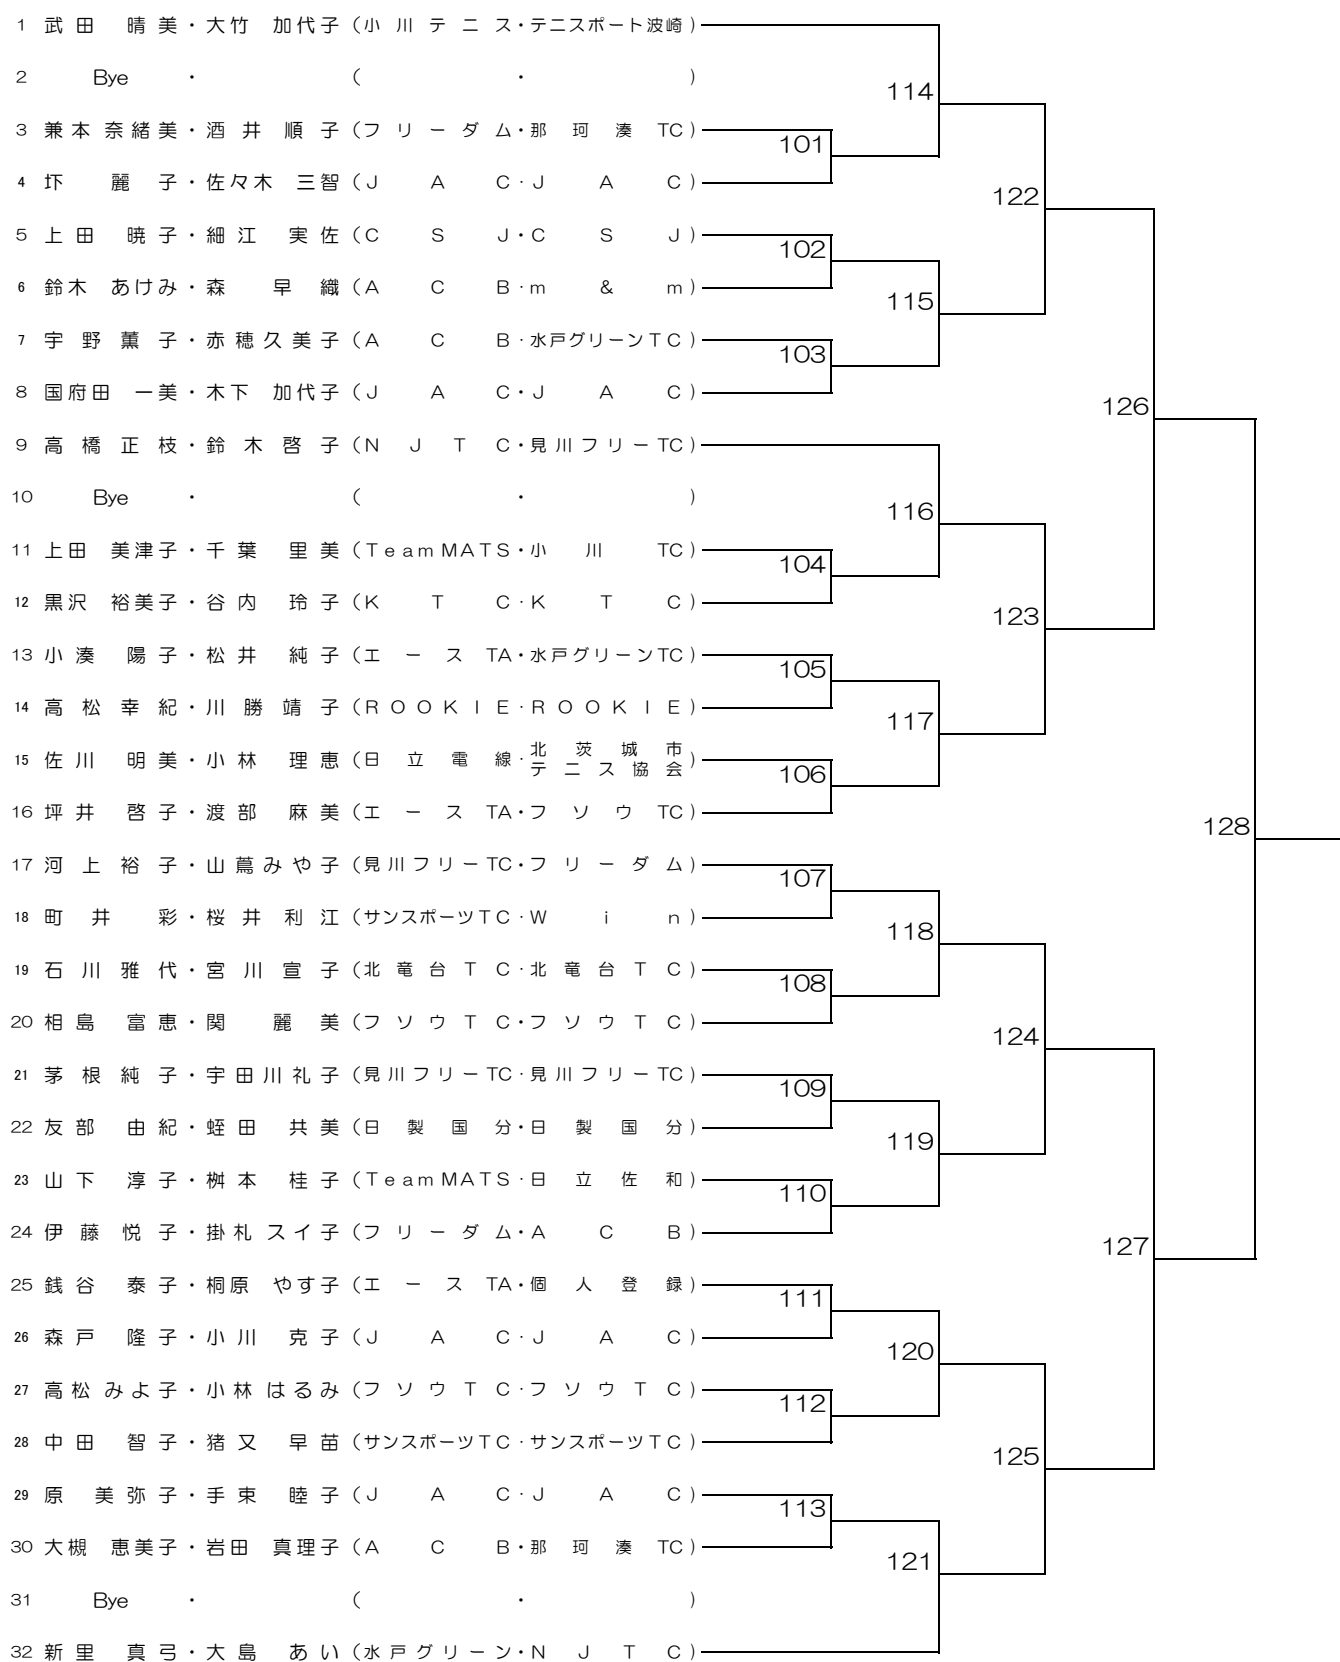 1 武田 晴美・大竹 加代子（小川テニス・テニスポート波崎）
2 Bye ・ （ ・ ）
114
3 兼本奈緒美・酒井 順子（フリーダム・那珂湊TC）
101
4 圷 麗子・佐々木 三智（JAC・JAC）
122
5 上田 暁子・細江 実佐（CSJ・CSJ）
102
6 鈴木 あけみ・森 早織（ACB・m&m）
115
7 宇野薫子・赤穂久美子（ACB・水戸グリーンTC）
103
8 国府田 一美・木下 加代子（JAC・JAC）
126
9 高橋正枝・鈴木啓子（NJTC・見川フリーTC）
10 Bye ・ （ ・ ）
116
11 上田 美津子・千葉 里美（TeamMATS・小川TC）
104
12 黒沢 裕美子・谷内 玲子（KTC・KTC）
123
13 小湊 陽子・松井 純子（エースTA・水戸グリーンTC）
105
14 高松幸紀・川勝靖子（ROOKIE・ROOKIE）
117
15 佐川 明美・小林 理恵（日立電線・北茨城市テニス協会）
106
16 坪井 啓子・渡部 麻美（エースTA・フソウTC）
128
17 河上裕子・山蔦みや子（見川フリーTC・フリーダム）
107
18 町井 彩・桜井利江（サンスポーツTC・Win）
118
19 石川雅代・宮川宣子（北竜台TC・北竜台TC）
108
20 相島 富恵・関 麗美（フソウTC・フソウTC）
124
21 茅根純子・宇田川礼子（見川フリーTC・見川フリーTC）
109
22 友部 由紀・蛭田 共美（日製国分・日製国分）
119
23 山下 淳子・桝本 桂子（TeamMATS・日立佐和）
110
24 伊藤悦子・掛札スイ子（フリーダム・ACB）
127
25 銭谷 泰子・桐原 やす子（エースTA・個人登録）
111
26 森戸 隆子・小川 克子（JAC・JAC）
120
27 高松みよ子・小林はるみ（フソウTC・フソウTC）
112
28 中田 智子・猪又 早苗（サンスポーツTC・サンスポーツTC）
125
29 原 美弥子・手束 睦子（JAC・JAC）
113
30 大槻 恵美子・岩田 真理子（ACB・那珂湊TC）
121
31 Bye ・ （ ・ ）
32 新里 真弓・大島 あい（水戸グリーン・NJTC）